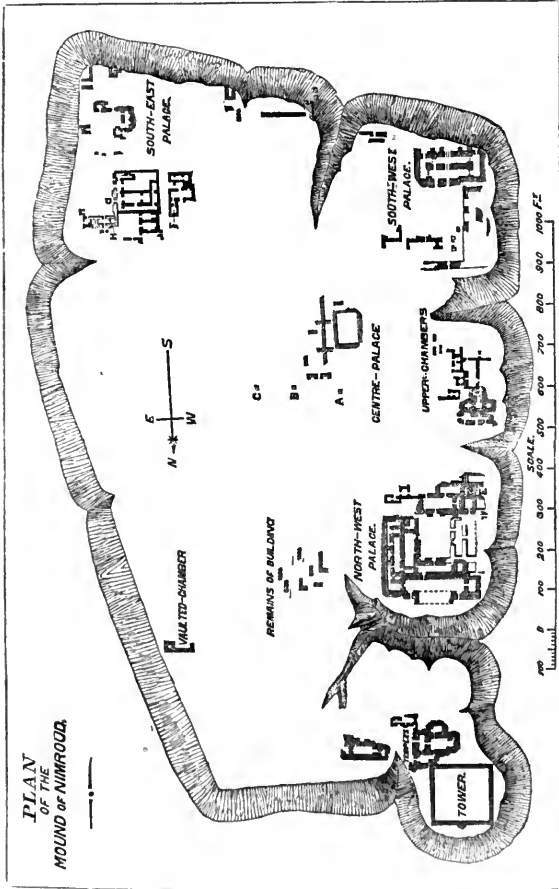 PLAN
OF THE
MOUND OF NIMROUD.
SOUTH-EAST
PALACE.
SOUTH-WEST
PALACE.
N
E
S
W
C
B
A
CENTRE-PALACE
UPPER-CHAMBERS
VAULTED-CHAMBER
REMAINS OF BUILDING
NORTH-WEST
PALACE.
TEMPLES
TOWER.
SCALE.
100 0 100 200 300 400 500 600 700 800 900 1000 FT